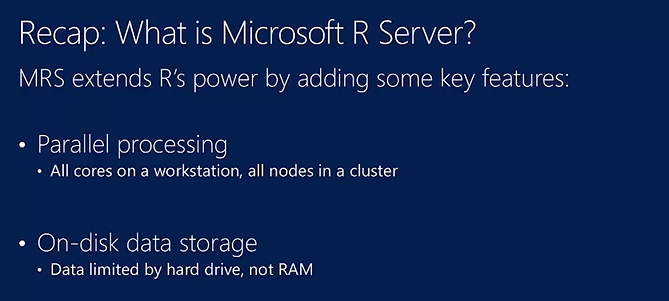 Recap: What is Microsoft R Server?
MRS extends R's power by adding some key features:
• Parallel processing
• All cores on a workstation, all nodes in a cluster
• On-disk data storage
• Data limited by hard drive, not RAM